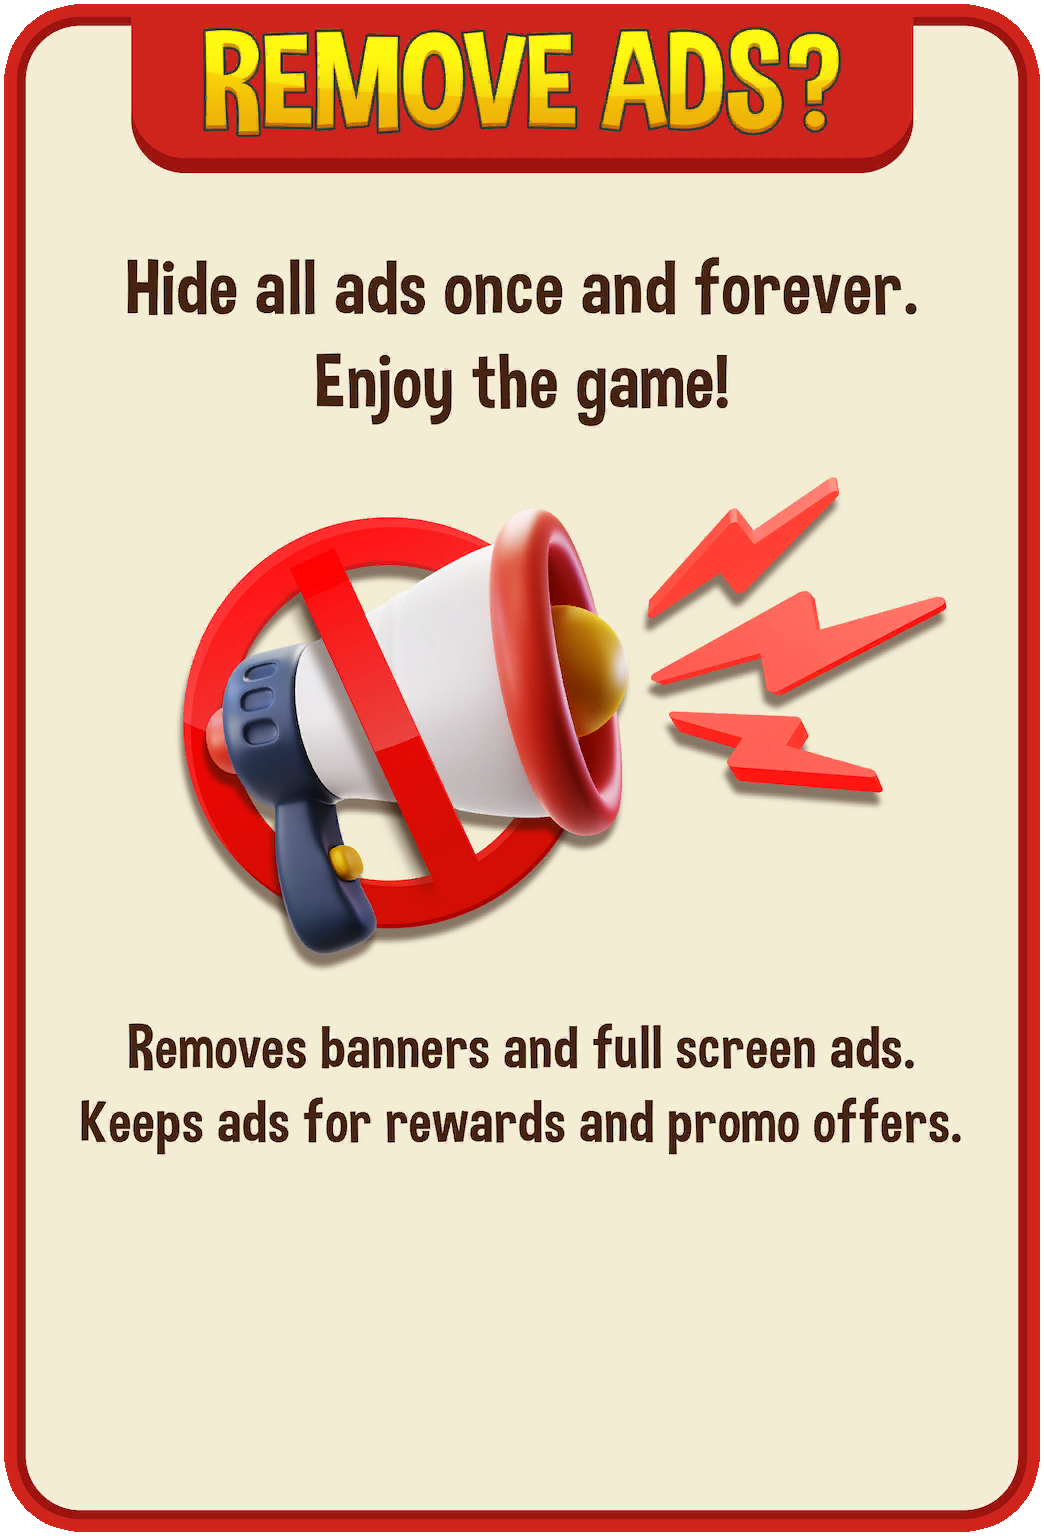 REMOVE ADS?
Hide all ads once and forever.
Enjoy the game!
Removes banners and full screen ads.
Keeps ads for rewards and promo offers.